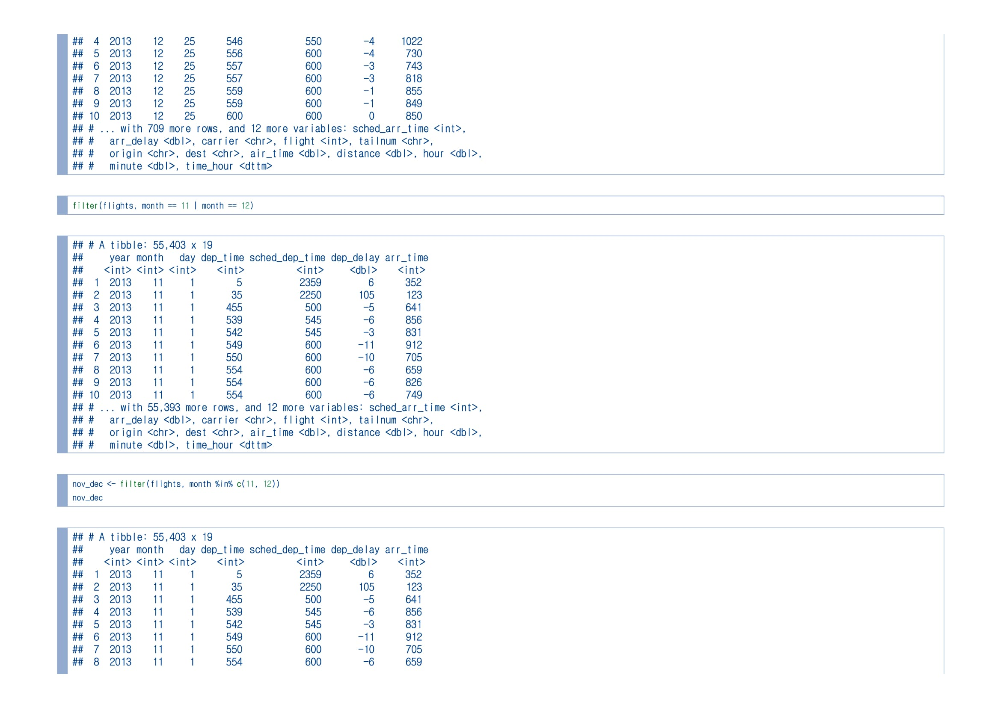 ##  4  2013    12    25      546            550        -4     1022
##  5  2013    12    25      556            600        -4      730
##  6  2013    12    25      557            600        -3      743
##  7  2013    12    25      557            600        -3      818
##  8  2013    12    25      559            600        -1      855
##  9  2013    12    25      559            600        -1      849
## 10  2013    12    25      600            600         0      850
## # ... with 709 more rows, and 12 more variables: sched_arr_time <int>,
## #   arr_delay <dbl>, carrier <chr>, flight <int>, tailnum <chr>,
## #   origin <chr>, dest <chr>, air_time <dbl>, distance <dbl>, hour <dbl>,
## #   minute <dbl>, time_hour <dttm>
filter(flights, month == 11 | month == 12)
## # A tibble: 55,403 x 19
##     year month   day dep_time sched_dep_time dep_delay arr_time
##    <int> <int> <int>    <int>          <int>     <dbl>    <int>
##  1  2013    11     1        5           2359         6      352
##  2  2013    11     1       35           2250       105      123
##  3  2013    11     1      455            500        -5      641
##  4  2013    11     1      539            545        -6      856
##  5  2013    11     1      542            545        -3      831
##  6  2013    11     1      549            600       -11      912
##  7  2013    11     1      550            600       -10      705
##  8  2013    11     1      554            600        -6      659
##  9  2013    11     1      554            600        -6      826
## 10  2013    11     1      554            600        -6      749
## # ... with 55,393 more rows, and 12 more variables: sched_arr_time <int>,
## #   arr_delay <dbl>, carrier <chr>, flight <int>, tailnum <chr>,
## #   origin <chr>, dest <chr>, air_time <dbl>, distance <dbl>, hour <dbl>,
## #   minute <dbl>, time_hour <dttm>
nov_dec <- filter(flights, month %in% c(11, 12))
nov_dec
## # A tibble: 55,403 x 19
##     year month   day dep_time sched_dep_time dep_delay arr_time
##    <int> <int> <int>    <int>          <int>     <dbl>    <int>
##  1  2013    11     1        5           2359         6      352
##  2  2013    11     1       35           2250       105      123
##  3  2013    11     1      455            500        -5      641
##  4  2013    11     1      539            545        -6      856
##  5  2013    11     1      542            545        -3      831
##  6  2013    11     1      549            600       -11      912
##  7  2013    11     1      550            600       -10      705
##  8  2013    11     1      554            600        -6      659